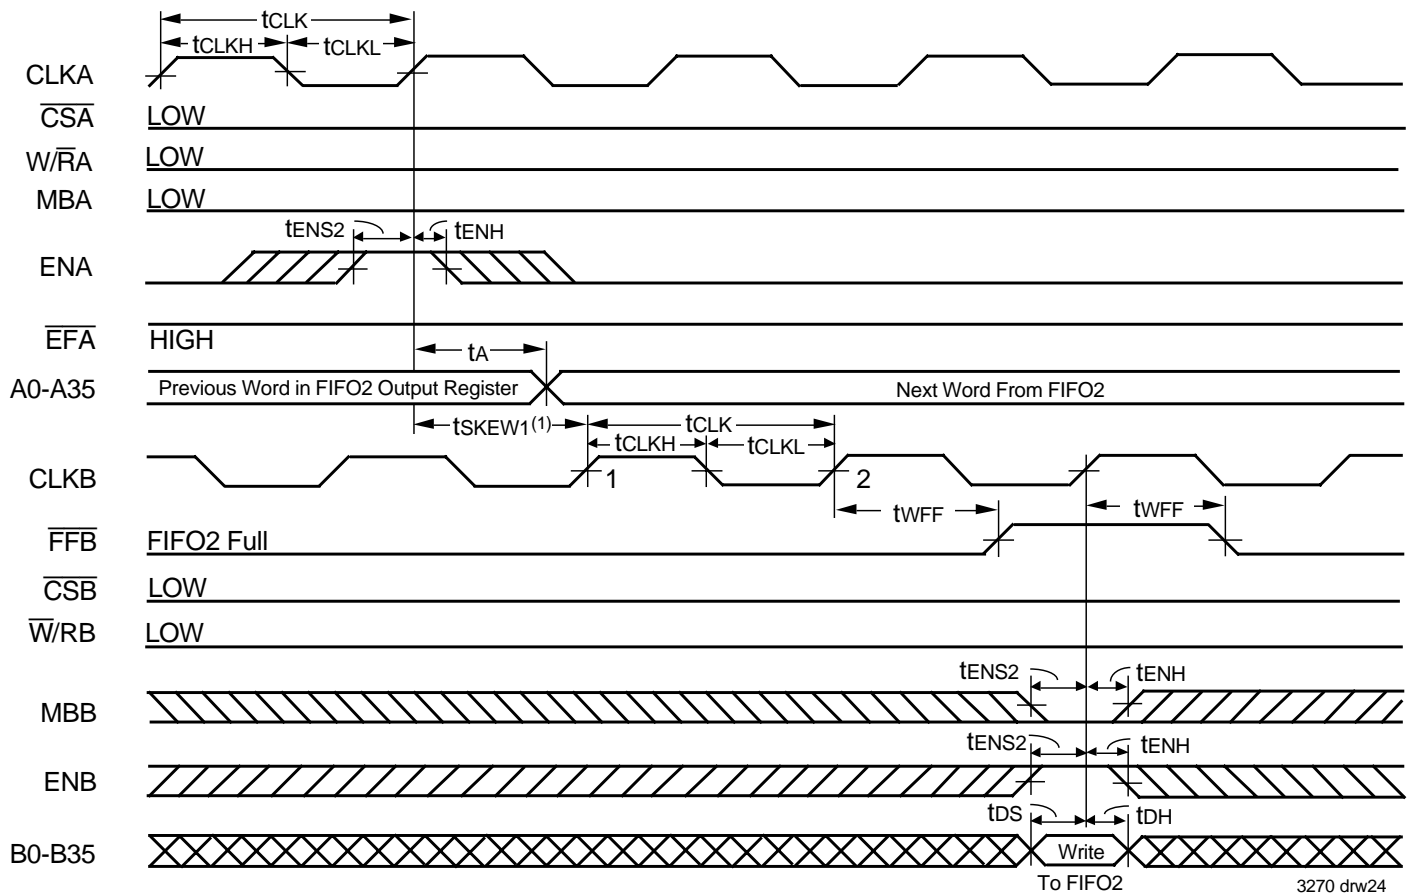 tCLK
tCLKH tCLKL
CLKA
CSA LOW
W/RA LOW
MBA LOW
tENS2 tENH
ENA
EFA HIGH
tA
A0-A35 Previous Word in FIFO2 Output Register Next Word From FIFO2
tSKEW1(1) tCLK
tCLKH tCLKL
CLKB 1 2
tWFF tWFF
FFB FIFO2 Full
CSB LOW
W/RB LOW
tENS2 tENH
MBB
tENS2 tENH
ENB
tDS tDH
B0-B35 Write
To FIFO2
3270 drw24